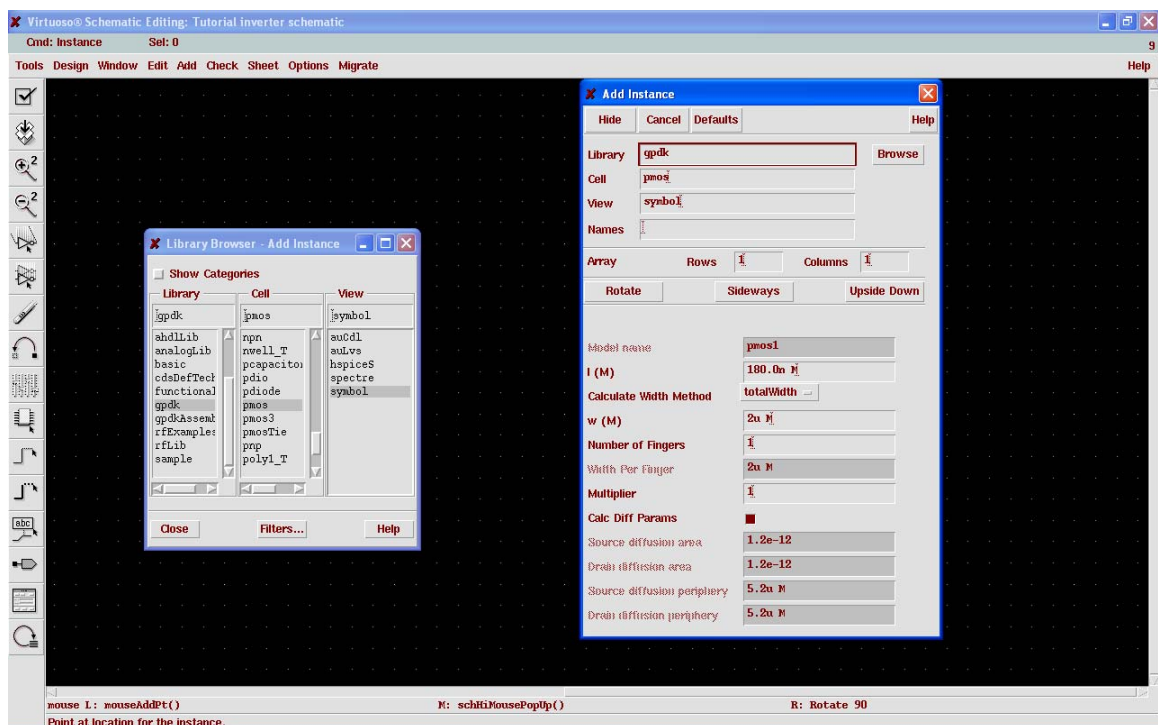 Virtuoso® Schematic Editing: Tutorial inverter schematic
Cmd: Instance Sel: 0
9
Tools Design Window Edit Add Check Sheet Options Migrate Help
2
2
abc
Library Browser - Add Instance
Show Categories
Library Cell View
gpdk pmos symbol
ahdlLib npn auCdl
analogLib nwell_T auLvs
basic pcapacitor hspiceS
cdsDefTech pdio spectre
functional pdiode symbol
gpdk pmos
gpdkAssemb pmos3
rfExamples pmosTie
rfLib pnp
sample poly1_T
Close Filters... Help
Add Instance
Hide Cancel Defaults Help
Library gpdk Browse
Cell pmos
View symbol
Names
Array Rows 1 Columns 1
Rotate Sideways Upside Down
Model name pmos1
l (M) 180.0n M
Calculate Width Method totalWidth
w (M) 2u M
Number of Fingers 1
Width Per Finger 2u M
Multiplier 1
Calc Diff Params
Source diffusion area 1.2e-12
Drain diffusion area 1.2e-12
Source diffusion periphery 5.2u M
Drain diffusion periphery 5.2u M
mouse L: mouseAddPt() M: schHiMousePopUp() R: Rotate 90
Point at location for the instance.